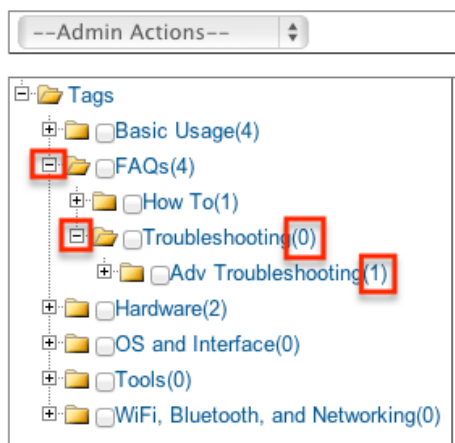 --Admin Actions--
Tags
Basic Usage(4)
FAQs(4)
How To(1)
Troubleshooting(0)
Adv Troubleshooting(1)
Hardware(2)
OS and Interface(0)
Tools(0)
WiFi, Bluetooth, and Networking(0)